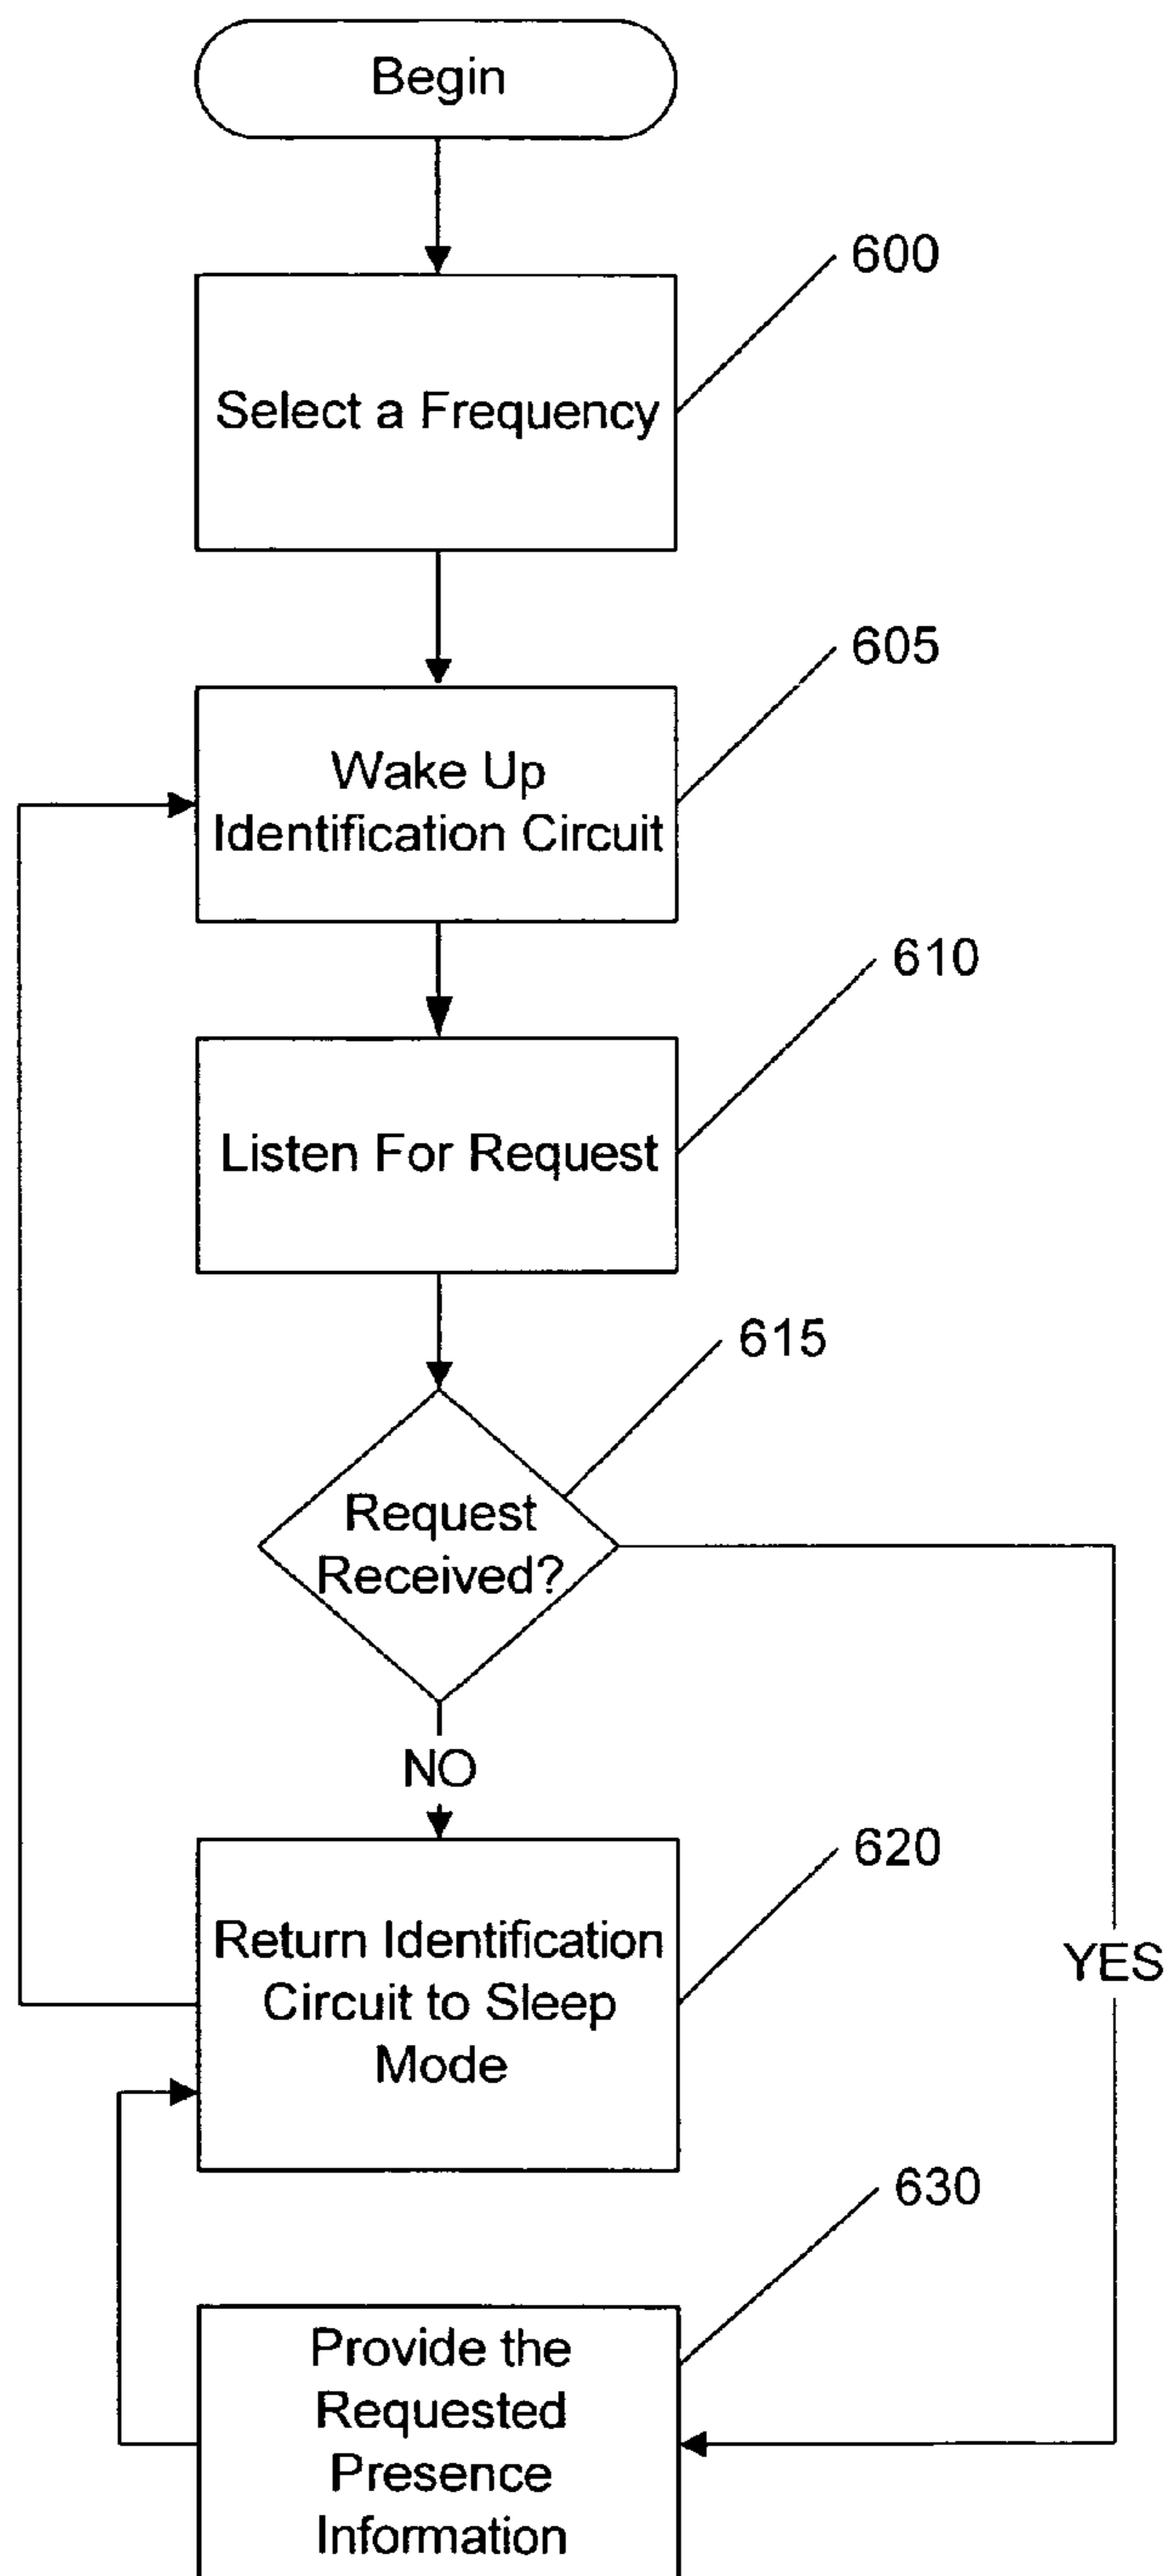 Begin
600
Select a Frequency
605
Wake Up
Identification Circuit
610
Listen For Request
615
Request
Received?
NO
YES
620
Return Identification
Circuit to Sleep
Mode
630
Provide the
Requested
Presence
Information